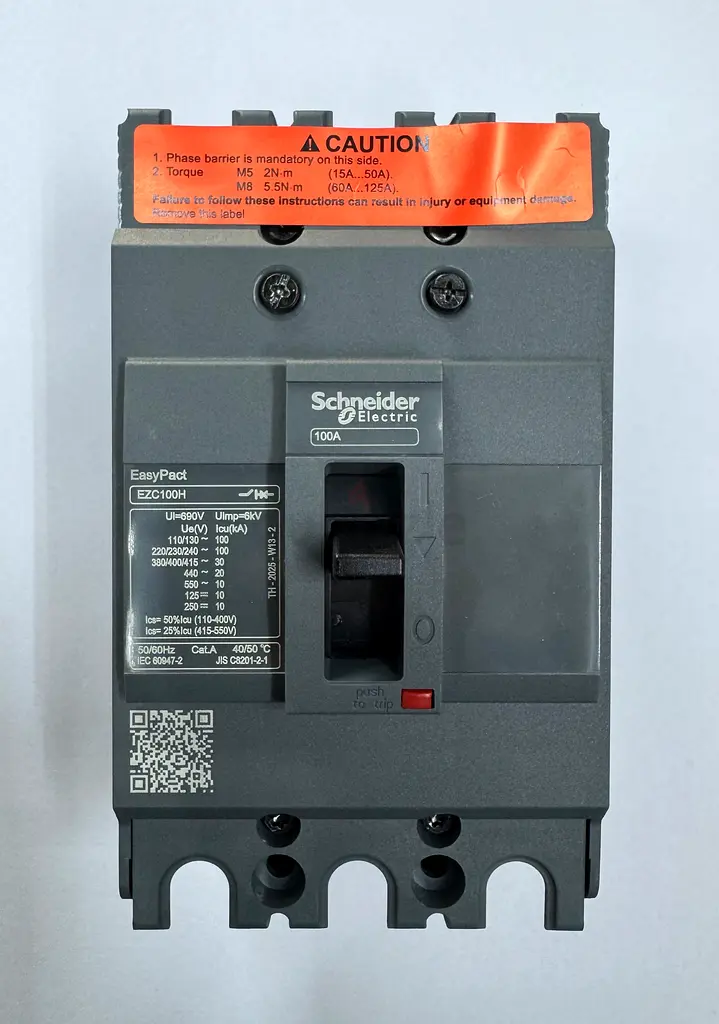 ⚠ CAUTION
1. Phase barrier is mandatory on this side.
2. Torque M5 2N·m (15A...50A).
M8 5.5N·m (60A...125A).
Failure to follow these instructions can result in injury or equipment damage.
Remove this label
Schneider
Electric
100A
EasyPact
EZC100H
Ui=690V Uimp=6kV
Ue(V) Icu(kA)
110/130 ~ 100
220/230/240 ~ 100
380/400/415 ~ 30
440 ~ 20
550 ~ 10
125 ⎓ 10
250 ⎓ 10
Ics= 50%Icu (110-400V)
Ics= 25%Icu (415-550V)
TH - 2025 - W13 - 2
50/60Hz Cat.A 40/50 °C
IEC 60947-2 JIS C8201-2-1
I
O
push
to trip